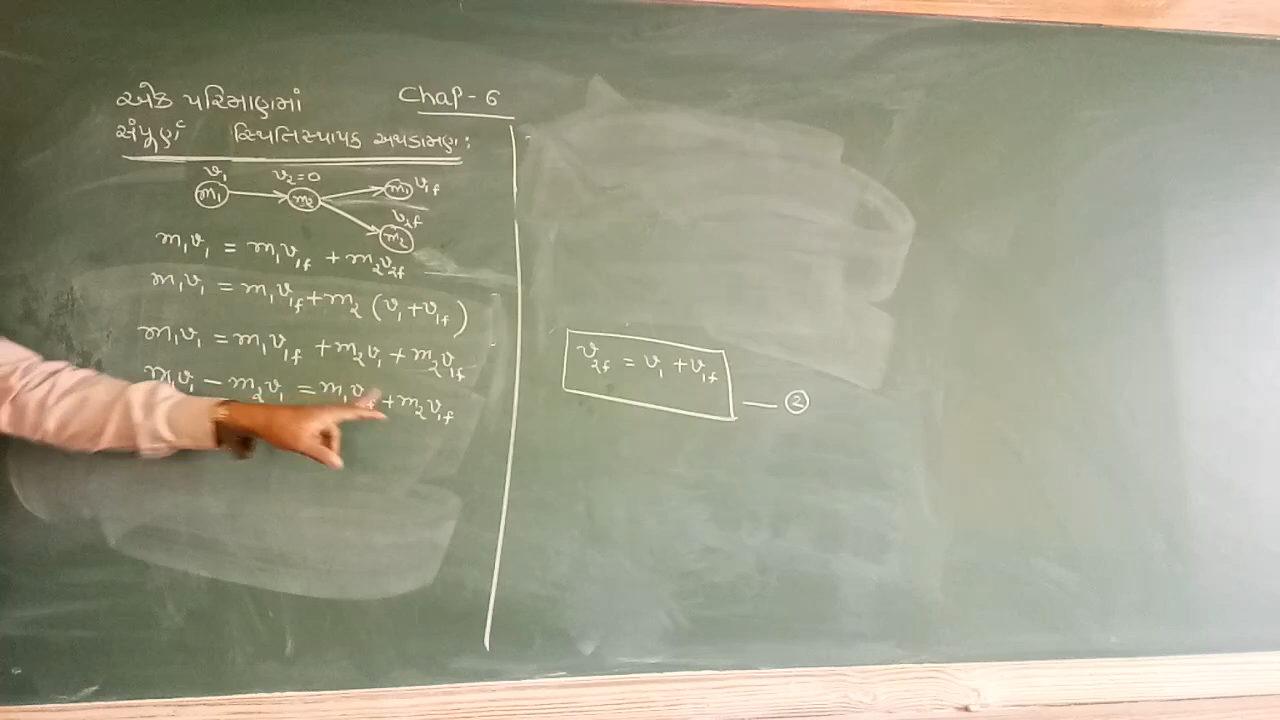 એક પરિમાણમાં Chap - 6
સંપૂર્ણ સ્થિતિસ્થાપક અથડામણ :
v₁ v₂=0 v₁f
m₁ m₂ m₁
v₂f
m₂
m₁v₁ = m₁v₁f + m₂v₂f
m₁v₁ = m₁v₁f + m₂ (v₁+v₁f)
m₁v₁ = m₁v₁f + m₂v₁ + m₂v₁f
m₁v₁ - m₂v₁ = m₁v₁f + m₂v₁f
v₂f = v₁ + v₁f — ②